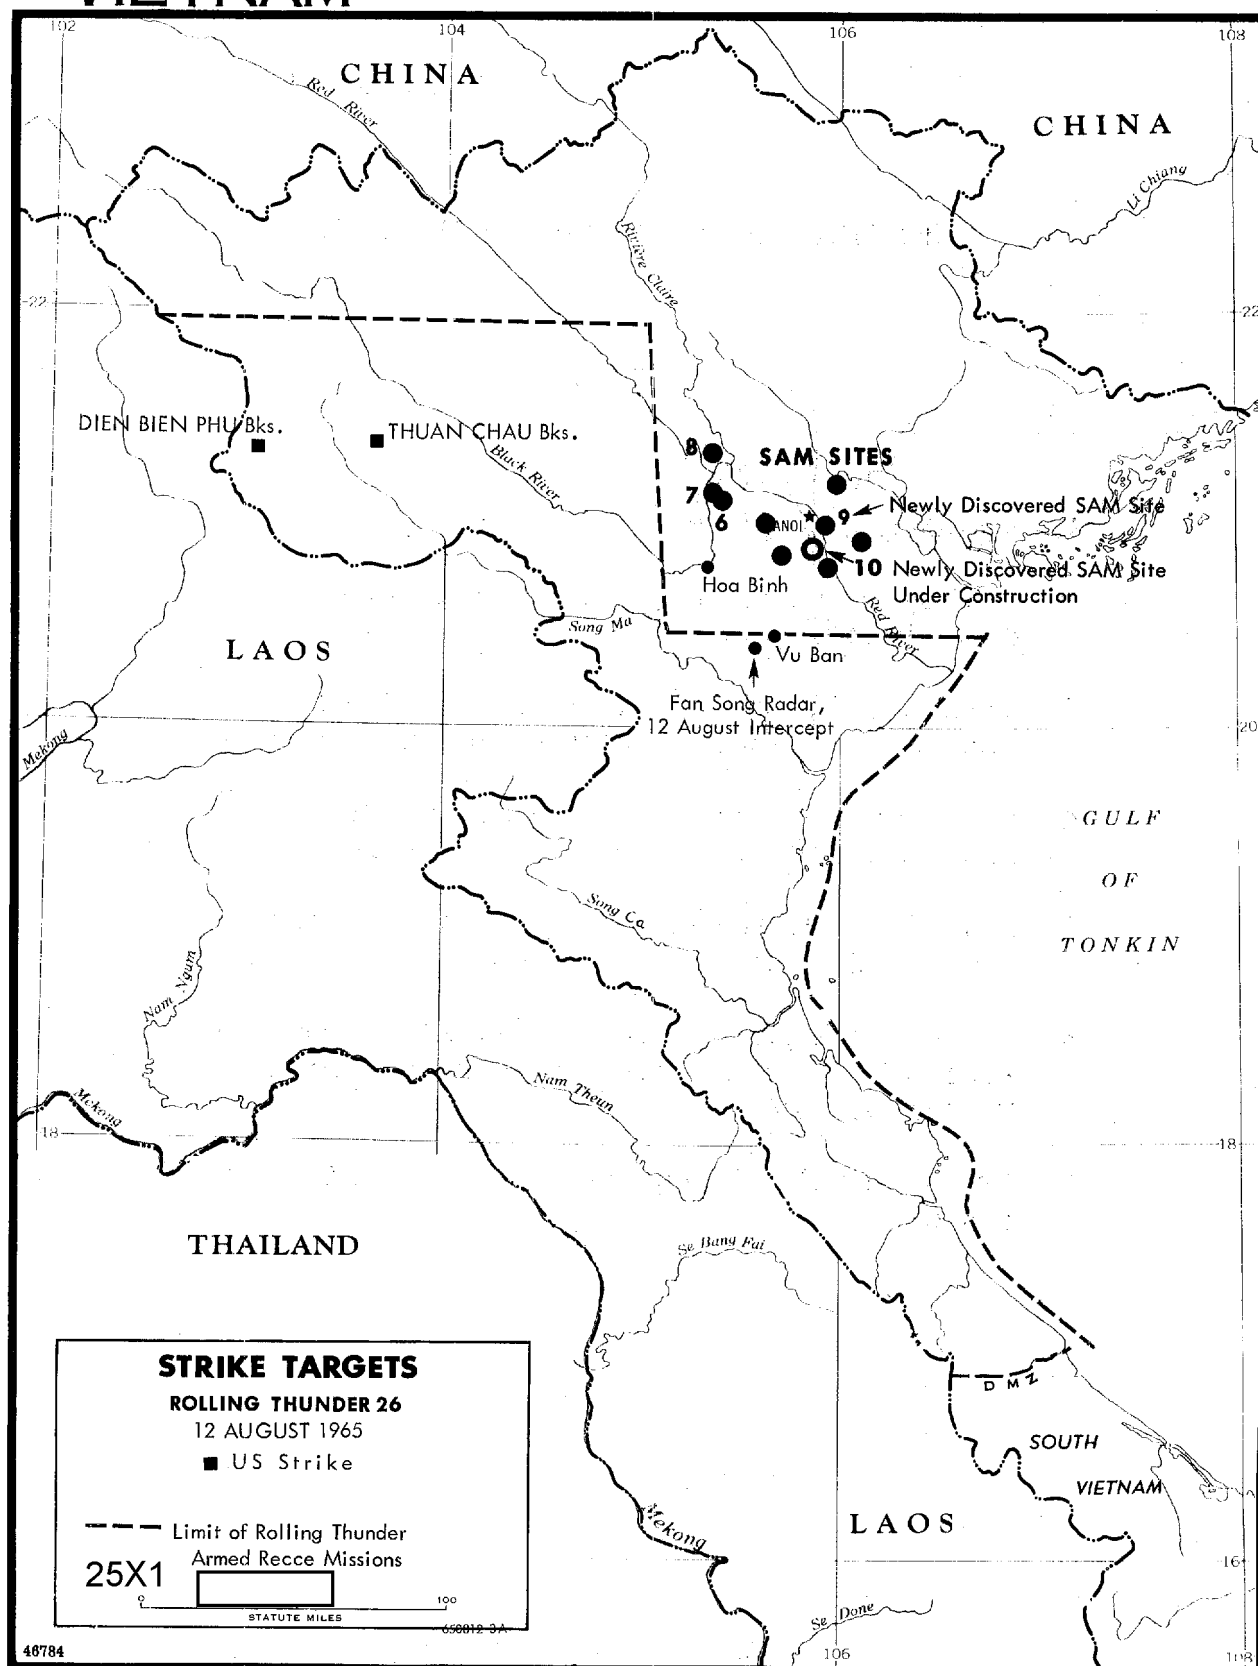 VIETNAM
102
104
106
108
CHINA
Red River
CHINA
Li Chiang
Rivière Claire
22
22
DIEN BIEN PHU Bks.
THUAN CHAU Bks.
Black River
8
SAM SITES
7
6
9
Newly Discovered SAM Site
ANOI
10 Newly Discovered SAM Site
Under Construction
Hoa Binh
Red River
Song Ma
Vu Ban
LAOS
Fan Song Radar,
12 August Intercept
20
Mekong
GULF
OF
TONKIN
Song Ca
Nam Ngum
Nam Theun
Mekong
18
18
THAILAND
Se Bang Fai
STRIKE TARGETS
ROLLING THUNDER 26
12 AUGUST 1965
US Strike
Limit of Rolling Thunder
Armed Recce Missions
25X1
0
100
STATUTE MILES
650812 3A
DMZ
SOUTH
VIETNAM
Mekong
LAOS
16
Se Done
46784
106
108